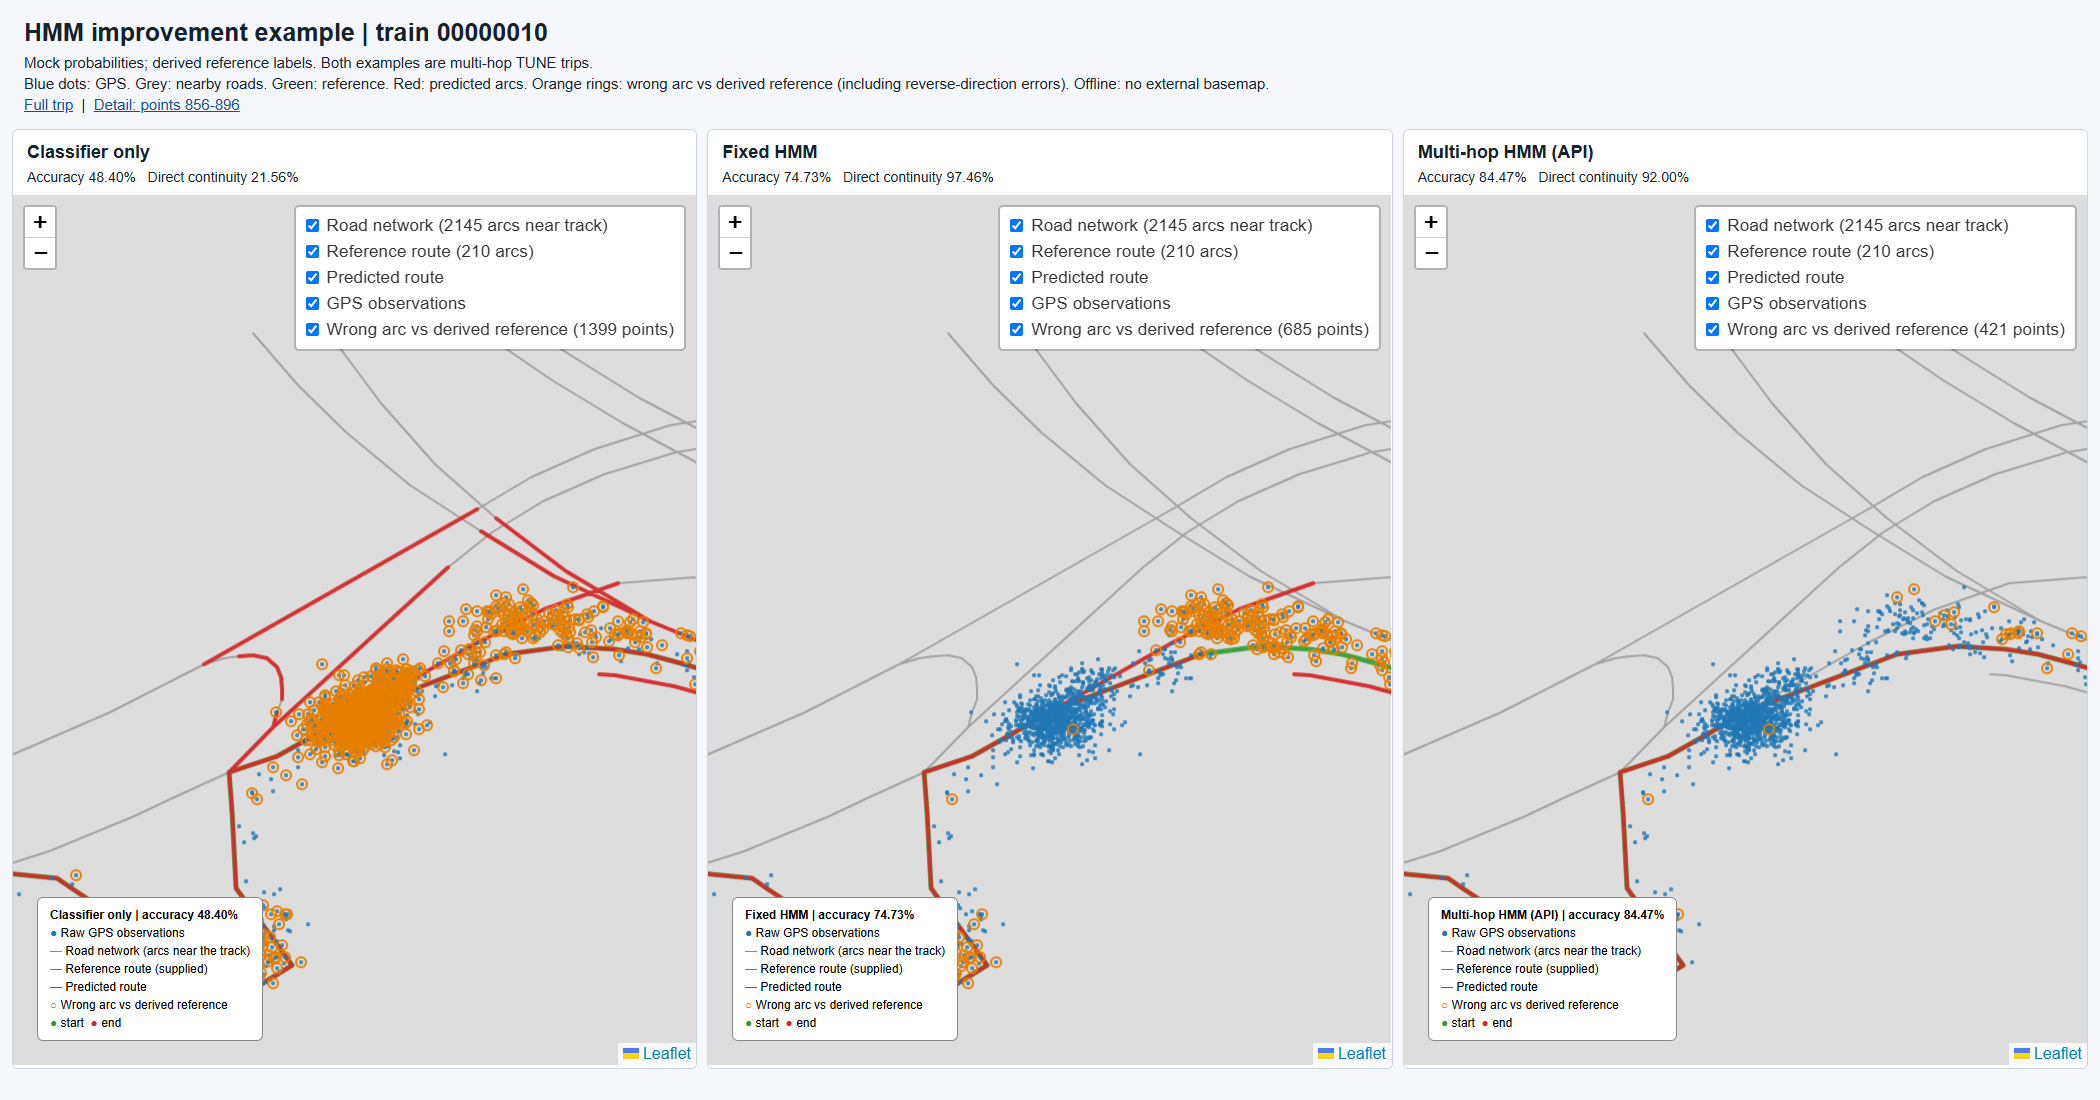 HMM improvement example | train 00000010
Mock probabilities; derived reference labels. Both examples are multi-hop TUNE trips.
Blue dots: GPS. Grey: nearby roads. Green: reference. Red: predicted arcs. Orange rings: wrong arc vs derived reference (including reverse-direction errors). Offline: no external basemap.
Full trip | Detail: points 856-896
Classifier only
Accuracy 48.40% Direct continuity 21.56%
+
−
Road network (2145 arcs near track)
Reference route (210 arcs)
Predicted route
GPS observations
Wrong arc vs derived reference (1399 points)
Classifier only | accuracy 48.40%
Raw GPS observations
Road network (arcs near the track)
Reference route (supplied)
Predicted route
Wrong arc vs derived reference
start end
Leaflet
Fixed HMM
Accuracy 74.73% Direct continuity 97.46%
+
−
Road network (2145 arcs near track)
Reference route (210 arcs)
Predicted route
GPS observations
Wrong arc vs derived reference (685 points)
Fixed HMM | accuracy 74.73%
Raw GPS observations
Road network (arcs near the track)
Reference route (supplied)
Predicted route
Wrong arc vs derived reference
start end
Leaflet
Multi-hop HMM (API)
Accuracy 84.47% Direct continuity 92.00%
+
−
Road network (2145 arcs near track)
Reference route (210 arcs)
Predicted route
GPS observations
Wrong arc vs derived reference (421 points)
Multi-hop HMM (API) | accuracy 84.47%
Raw GPS observations
Road network (arcs near the track)
Reference route (supplied)
Predicted route
Wrong arc vs derived reference
start end
Leaflet